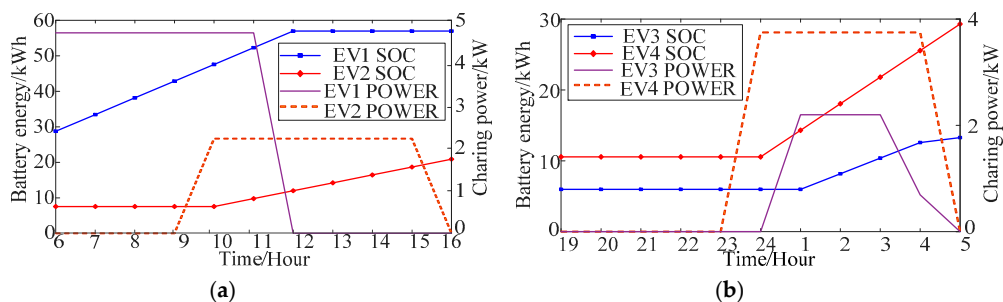 60
50
40
30
20
10
0
Battery energy/kWh
5
4
3
2
1
0
Charing power/kW
EV1 SOC
EV2 SOC
EV1 POWER
EV2 POWER
6 7 8 9 10 11 12 13 14 15 16
Time/Hour
(a)
30
20
10
0
Battery energy/kWh
4
2
0
Charing power/kW
EV3 SOC
EV4 SOC
EV3 POWER
EV4 POWER
19 20 21 22 23 24 1 2 3 4 5
Time/Hour
(b)